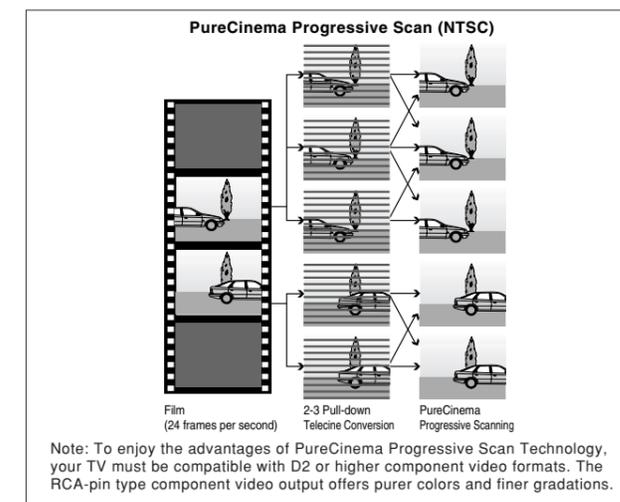 PureCinema Progressive Scan (NTSC)
Film
(24 frames per second)
2-3 Pull-down
Telecine Conversion
PureCinema
Progressive Scanning
Note: To enjoy the advantages of PureCinema Progressive Scan Technology,
your TV must be compatible with D2 or higher component video formats. The
RCA-pin type component video output offers purer colors and finer gradations.